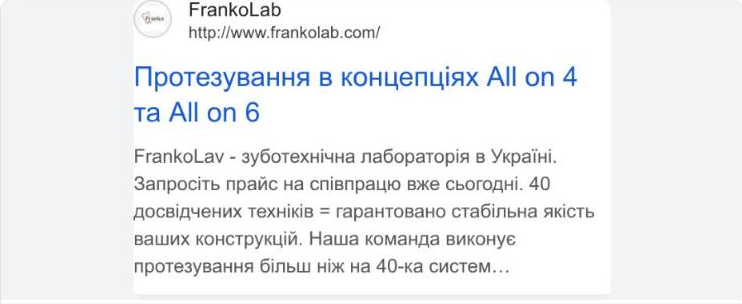 Franko
FrankoLab
http://www.frankolab.com/
Протезування в концепціях All on 4
та All on 6
FrankoLav - зуботехнічна лабораторія в Україні.
Запросіть прайс на співпрацю вже сьогодні. 40
досвідчених техніків = гарантовано стабільна якість
ваших конструкцій. Наша команда виконує
протезування більш ніж на 40-ка систем…